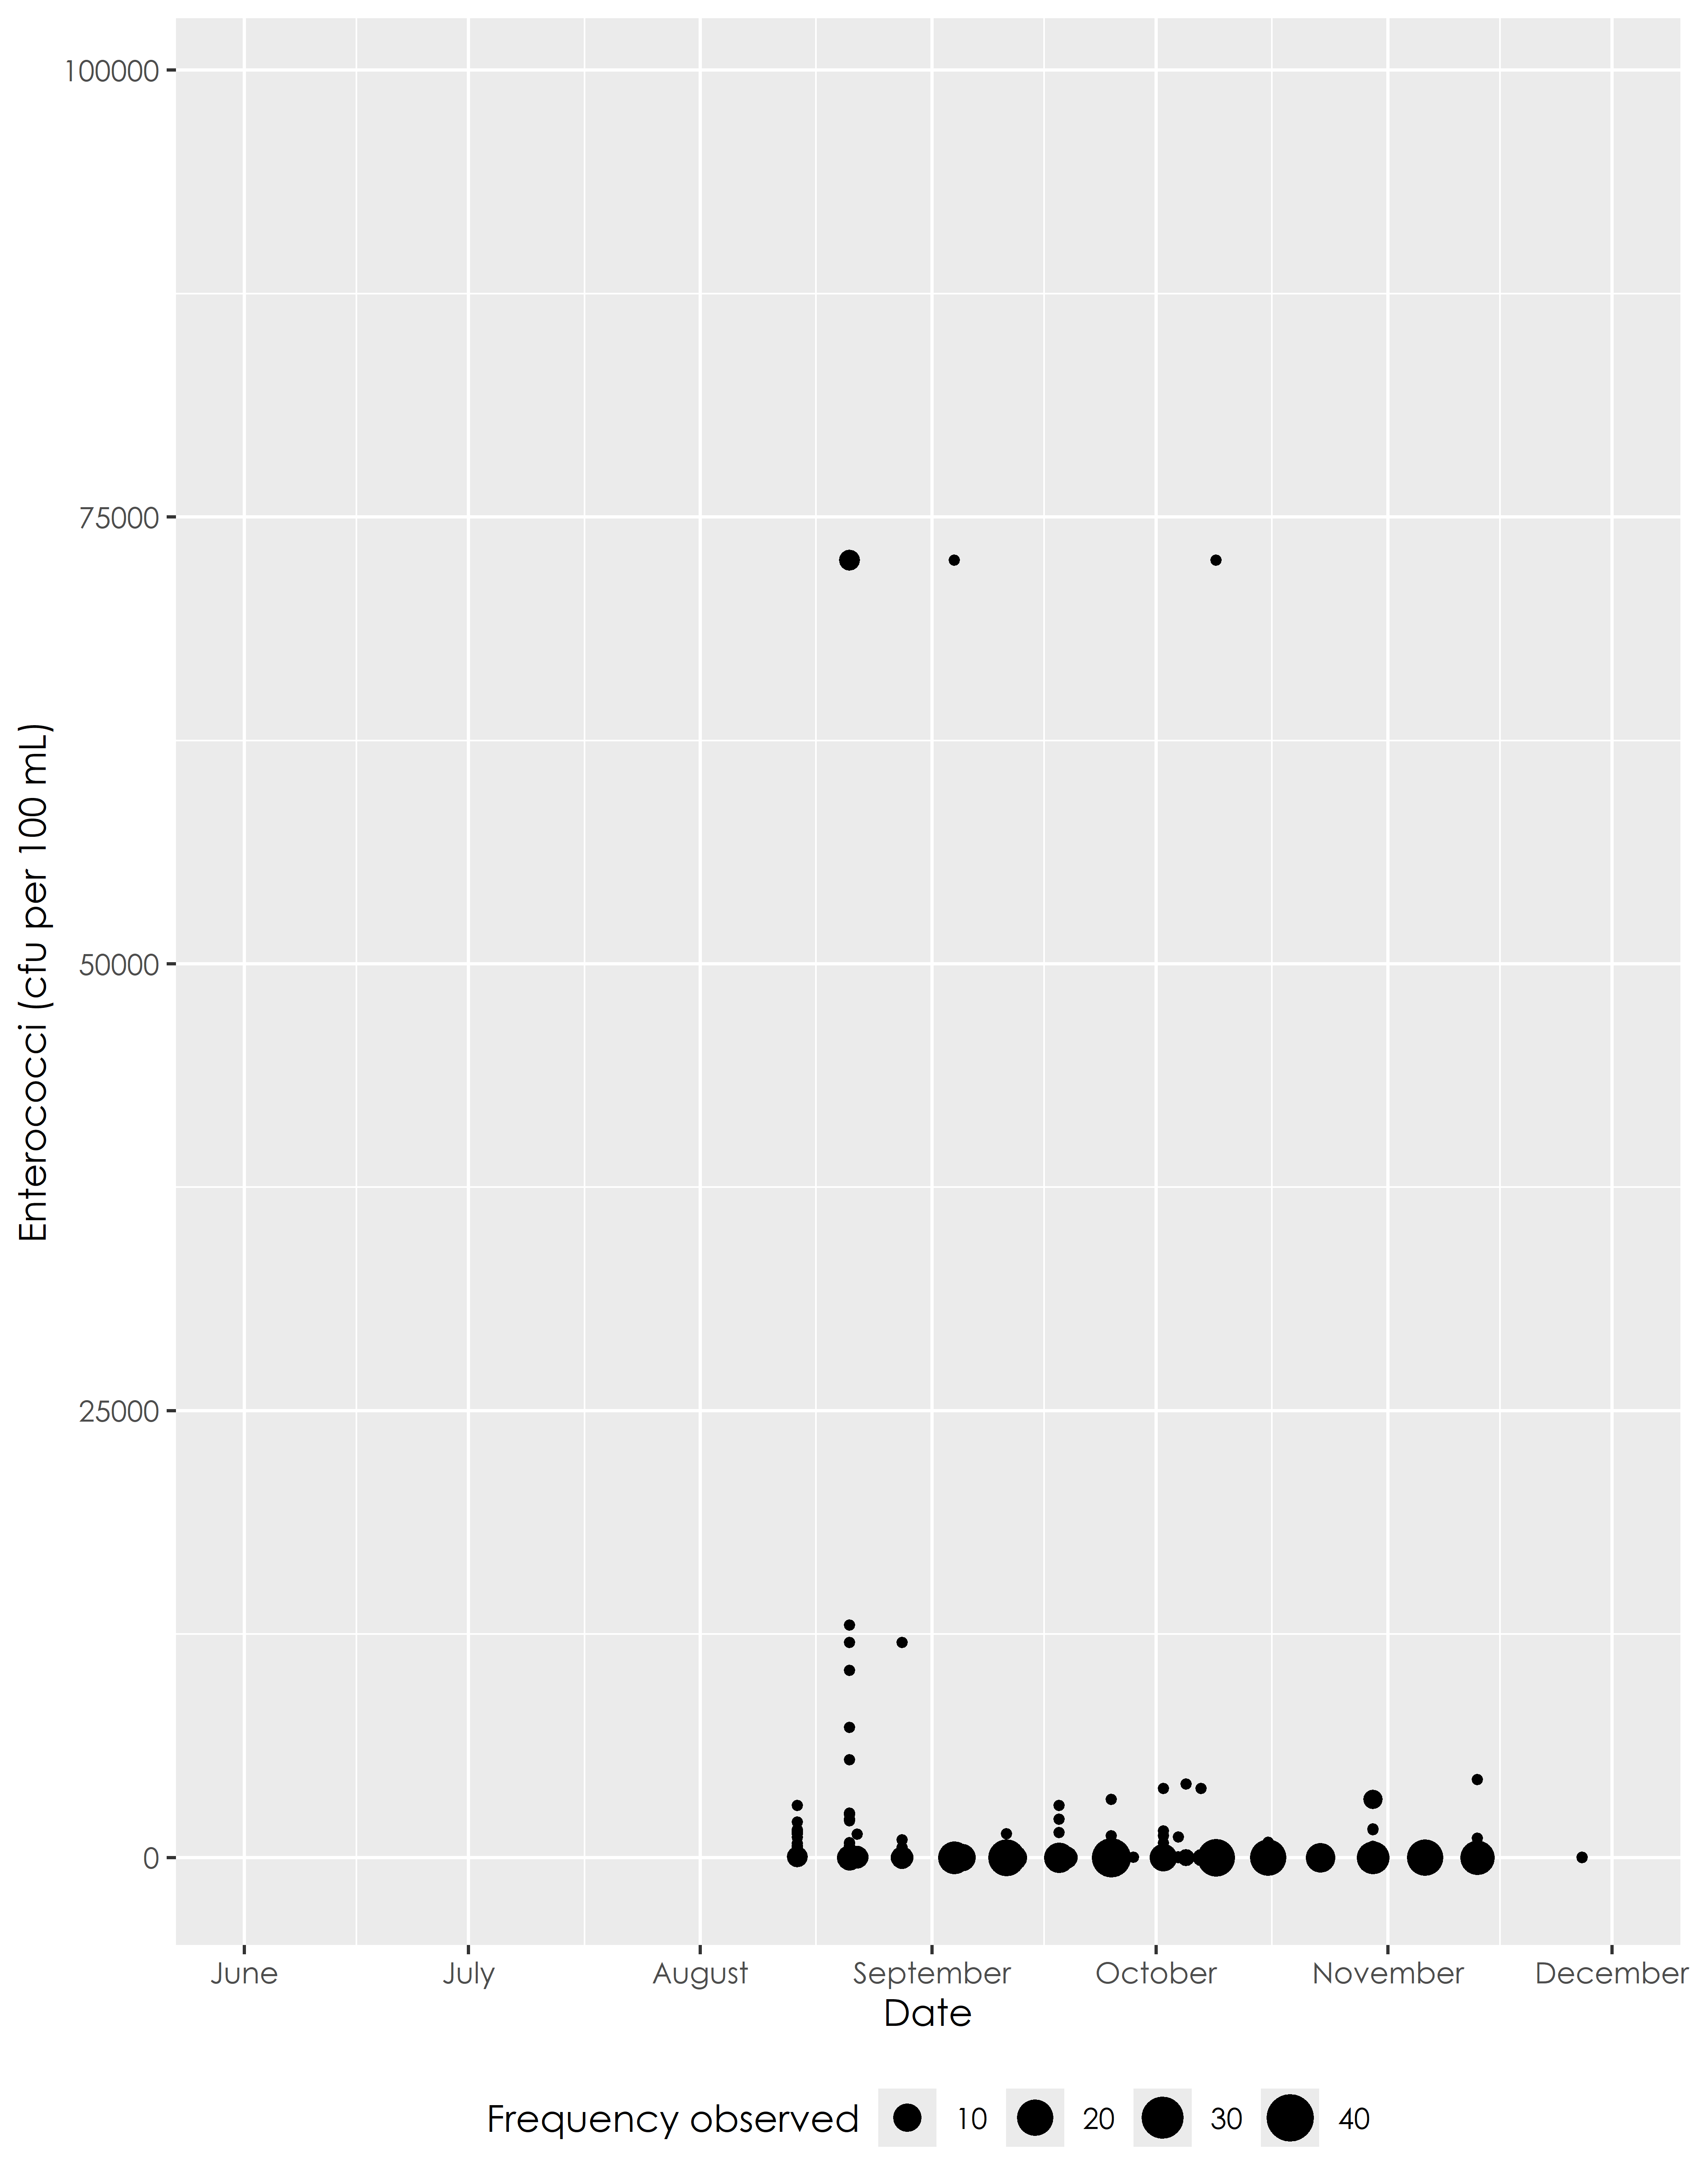 100000
75000
50000
25000
0
Enterococci (cfu per 100 mL)
June July August September October November December
Date
Frequency observed 10 20 30 40